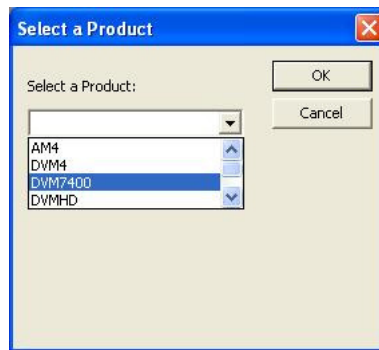 Select a Product
Select a Product:
OK
Cancel
AM4
DVM4
DVM7400
DVMHD